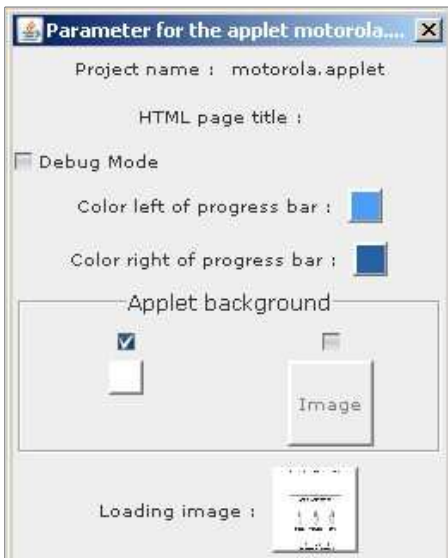 Parameter for the applet motorola....
Project name : motorola.applet
HTML page title :
Debug Mode
Color left of progress bar :
Color right of progress bar :
Applet background
Image
Loading image :